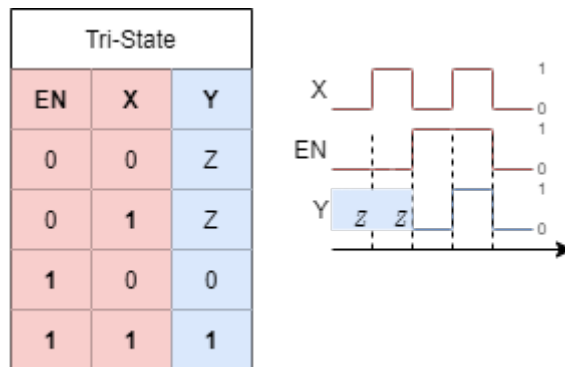 Tri-State
EN X Y
0 0 Z
0 1 Z
1 0 0
1 1 1
X 1
0
EN 1
0
Y Z Z 1
0